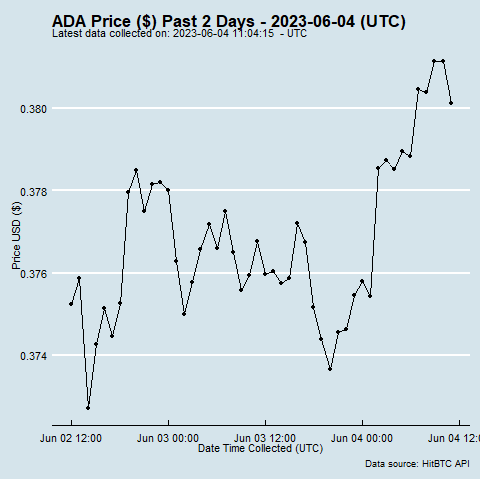 ADA Price ($) Past 2 Days - 2023-06-04 (UTC)
Latest data collected on: 2023-06-04 11:04:15  - UTC
Price USD ($)
0.380
0.378
0.376
0.374
Jun 02 12:00
Jun 03 00:00
Jun 03 12:00
Jun 04 00:00
Jun 04 12:00
Date Time Collected (UTC)
Data source: HitBTC API